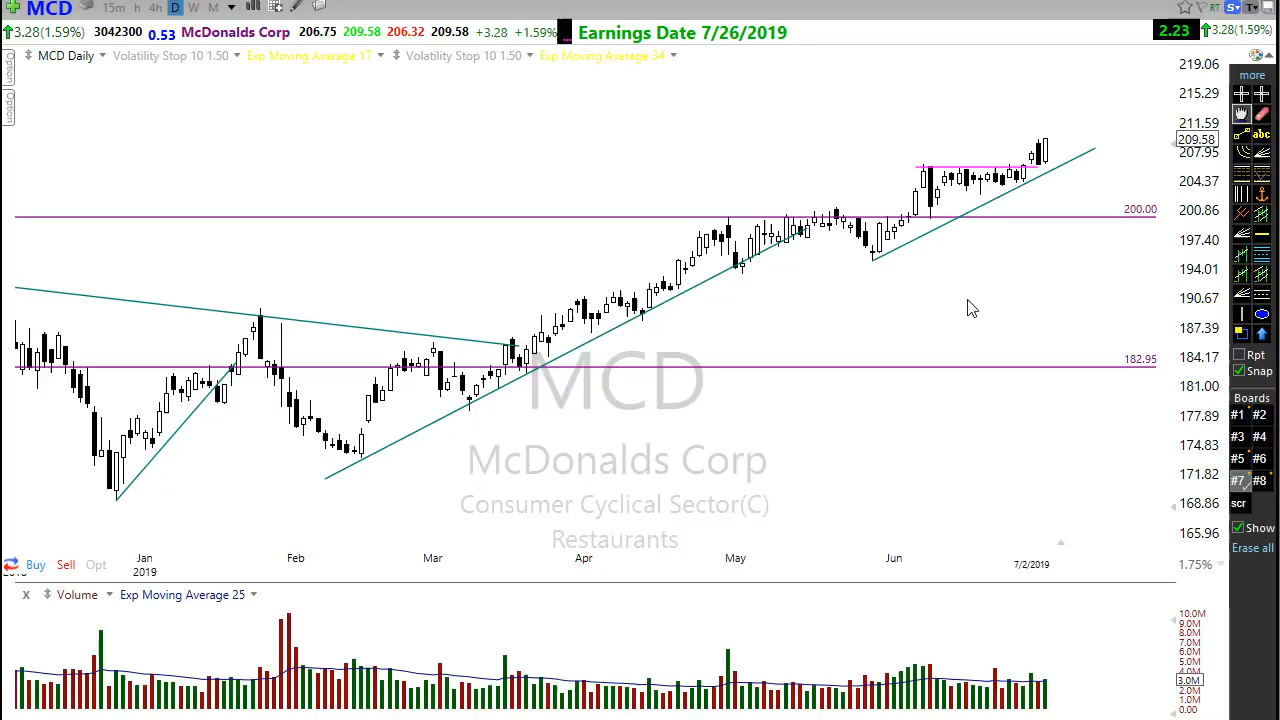 MCD 15m h 4h D W M RT S T
3.28(1.59%) 3042300 0.53 McDonalds Corp 206.75 209.58 206.32 209.55 +3.28 +1.59% Earnings Date 7/26/2019 2.23 3.28(1.59%)
MCD Daily Volatility Stop 10 1.50 Exp Moving Average 17 Volatility Stop 10 1.50 Exp Moving Average 34
Option
Option
219.06
215.29
211.59
209.58
207.95
204.37
200.86
197.40
194.01
190.67
187.39
184.17
181.00
177.89
174.83
171.82
168.86
165.96
200.00
182.95
MCD
McDonalds Corp
Consumer Cyclical Sector(C)
Restaurants
Jan Feb Mar Apr May Jun
2019 7/2/2019
Buy Sell Opt
1.75%
x Volume Exp Moving Average 25
10.0M
9.0M
8.0M
7.0M
6.0M
5.0M
4.0M
3.0M
2.0M
1.00M
0.00
more
abc
Rpt
Snap
Boards
#1 #2
#3 #4
#5 #6
#7 #8
scr
Show
Erase all